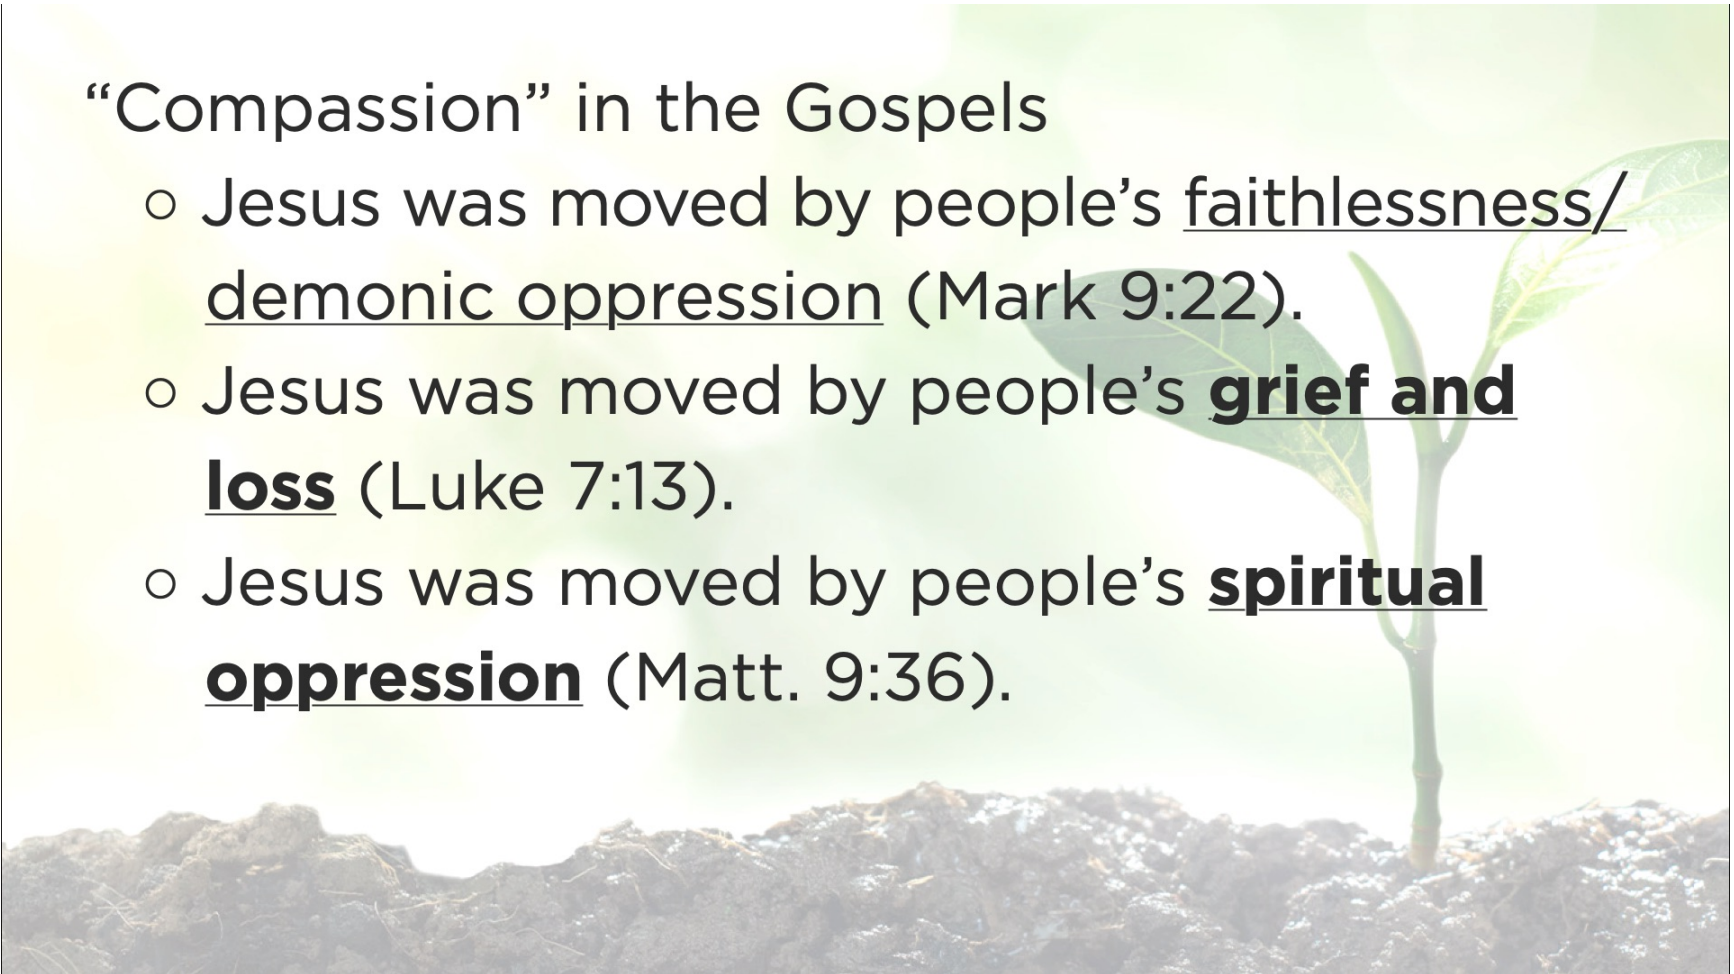 “Compassion” in the Gospels
○ Jesus was moved by people’s faithlessness/
demonic oppression (Mark 9:22).
○ Jesus was moved by people’s grief and
loss (Luke 7:13).
○ Jesus was moved by people’s spiritual
oppression (Matt. 9:36).